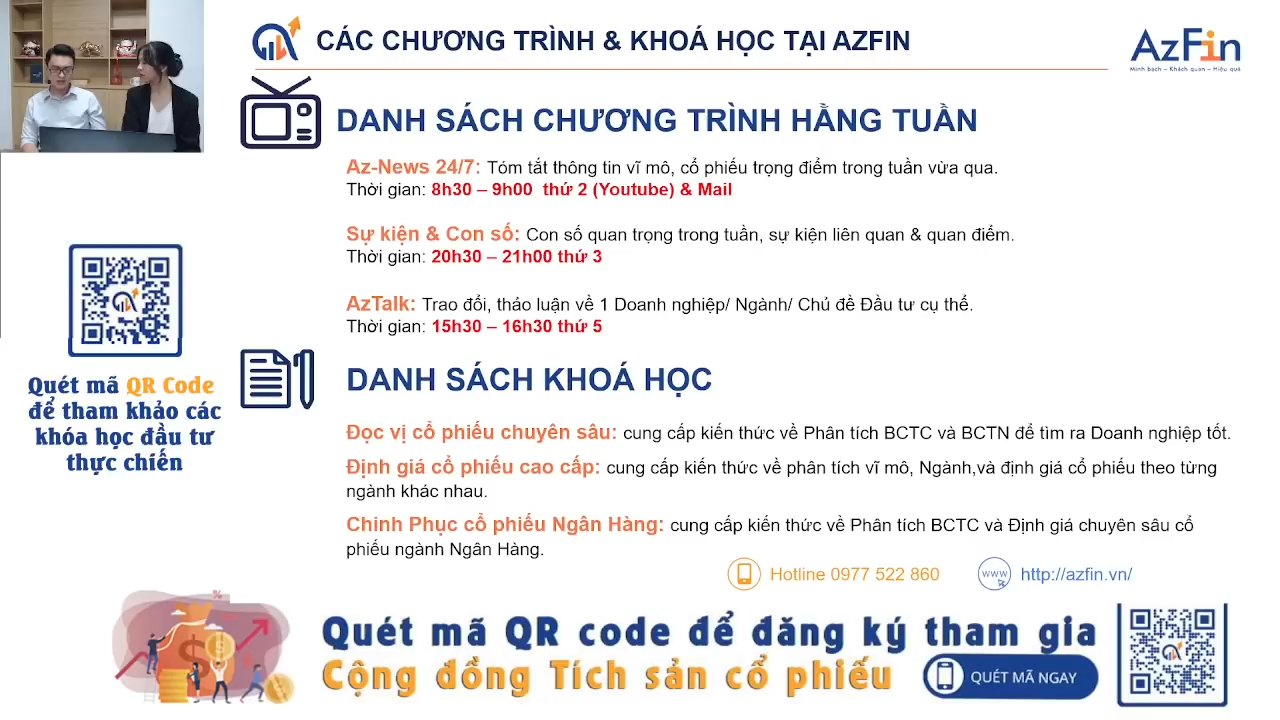 CÁC CHƯƠNG TRÌNH & KHOÁ HỌC TẠI AZFIN
AzFin
Minh bạch – Khách quan – Hiệu quả
DANH SÁCH CHƯƠNG TRÌNH HẰNG TUẦN
Az-News 24/7: Tóm tắt thông tin vĩ mô, cổ phiếu trọng điểm trong tuần vừa qua.
Thời gian: 8h30 – 9h00 thứ 2 (Youtube) & Mail
Sự kiện & Con số: Con số quan trọng trong tuần, sự kiện liên quan & quan điểm.
Thời gian: 20h30 – 21h00 thứ 3
AzTalk: Trao đổi, thảo luận về 1 Doanh nghiệp/ Ngành/ Chủ đề Đầu tư cụ thể.
Thời gian: 15h30 – 16h30 thứ 5
Quét mã QR Code
để tham khảo các
khóa học đầu tư
thực chiến
DANH SÁCH KHOÁ HỌC
Đọc vị cổ phiếu chuyên sâu: cung cấp kiến thức về Phân tích BCTC và BCTN để tìm ra Doanh nghiệp tốt.
Định giá cổ phiếu cao cấp: cung cấp kiến thức về phân tích vĩ mô, Ngành,và định giá cổ phiếu theo từng
ngành khác nhau.
Chinh Phục cổ phiếu Ngân Hàng: cung cấp kiến thức về Phân tích BCTC và Định giá chuyên sâu cổ
phiếu ngành Ngân Hàng.
Hotline 0977 522 860
www
http://azfin.vn/
Quét mã QR code để đăng ký tham gia
Cộng đồng Tích sản cổ phiếu
QUÉT MÃ NGAY